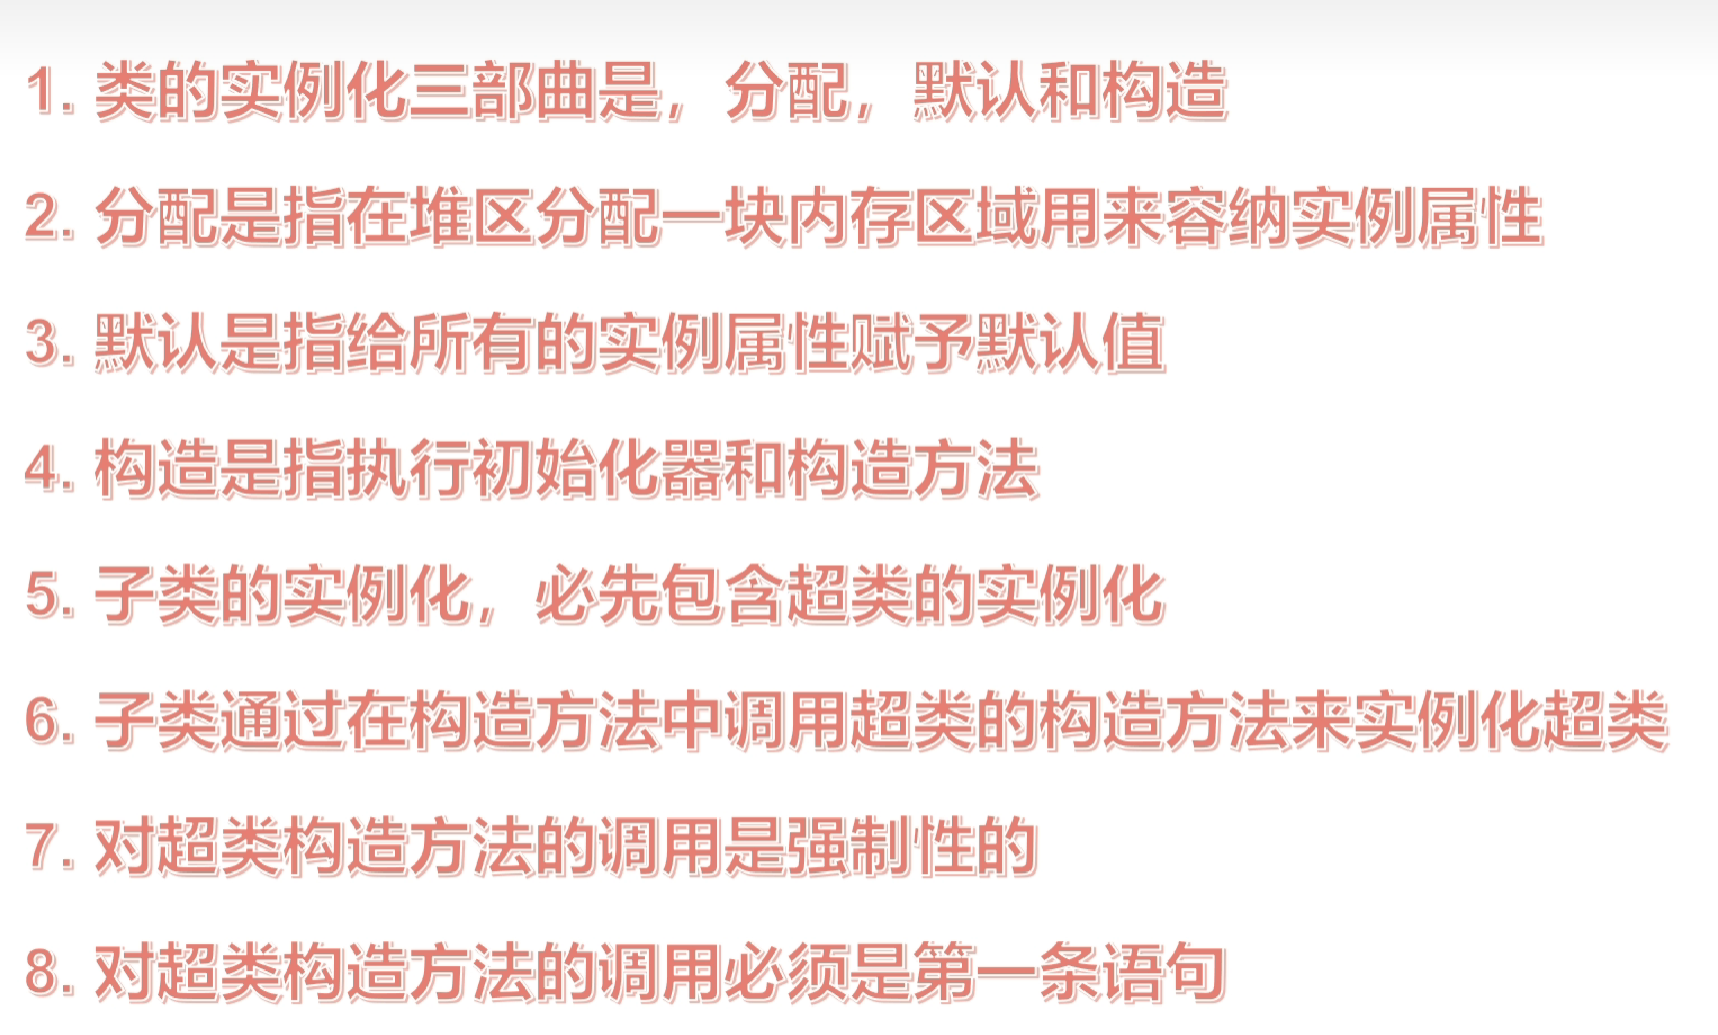 1. 类的实例化三部曲是，分配，默认和构造
2. 分配是指在堆区分配一块内存区域用来容纳实例属性
3. 默认是指给所有的实例属性赋予默认值
4. 构造是指执行初始化器和构造方法
5. 子类的实例化，必先包含超类的实例化
6. 子类通过在构造方法中调用超类的构造方法来实例化超类
7. 对超类构造方法的调用是强制性的
8. 对超类构造方法的调用必须是第一条语句